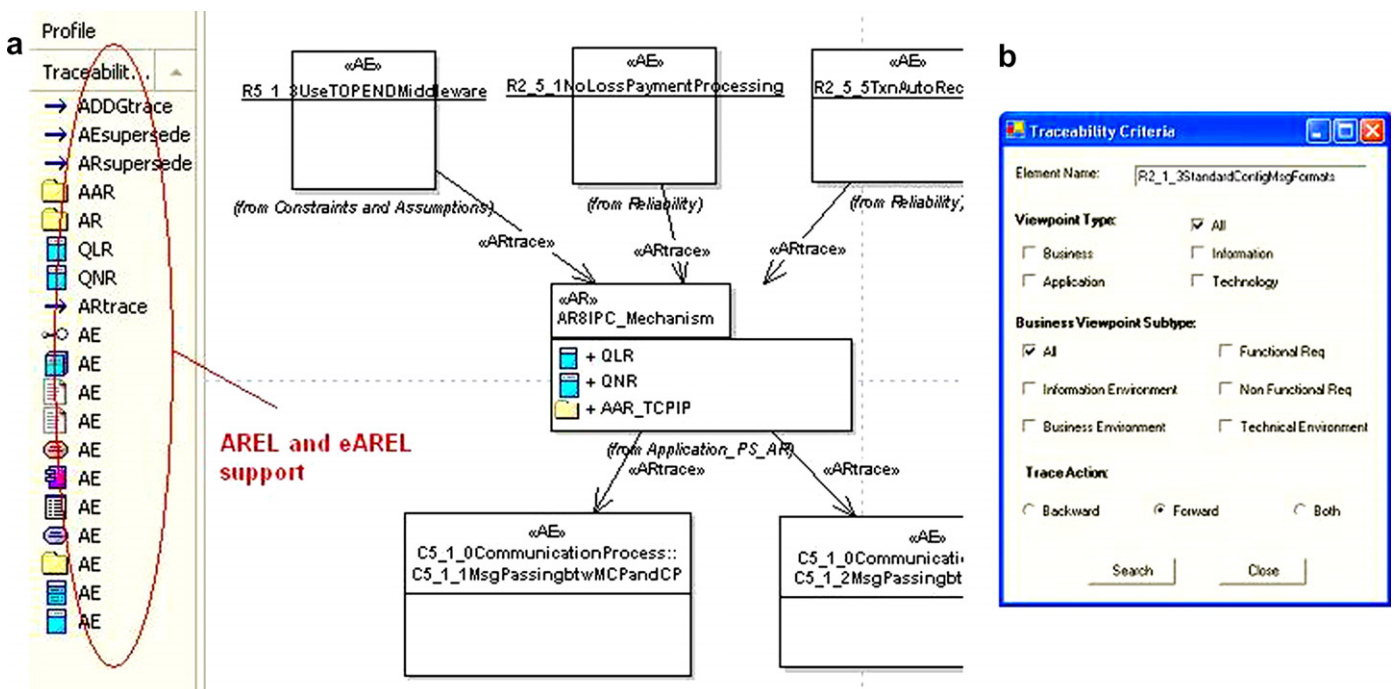 a
Profile
Traceabilit...
ADDGtrace
AEsupersede
ARsupersede
AAR
AR
QLR
QNR
ARtrace
AE
AE
AE
AE
AE
AE
AE
AE
AE
AE
AE
AREL and eAREL
support
«AE»
R5_1_3UseTOPENDMiddleware
(from Constraints and Assumptions)
«AE»
R2_5_1NoLossPaymentProcessing
(from Reliability)
«AE»
R2_5_5TxnAutoRec
(from Reliability)
«ARtrace»
«ARtrace»
«ARtrace»
«AR»
AR8IPC_Mechanism
+ QLR
+ QNR
+ AAR_TCPIP
(from Application_PS_AR)
«ARtrace»
«ARtrace»
«AE»
C5_1_0CommunicationProcess::
C5_1_1MsgPassingbtwMCPandCP
«AE»
C5_1_0Communicati
C5_1_2MsgPassingbt
b
Traceability Criteria
Element Name:
R2_1_3StandardContigMsgFormats
Viewpoint Type:
All
Business
Information
Application
Technology
Business Viewpoint Subtype:
All
Functional Req
Information Environment
Non Functional Req
Business Environment
Technical Environment
Trace Action:
Backward
Forward
Both
Search
Close